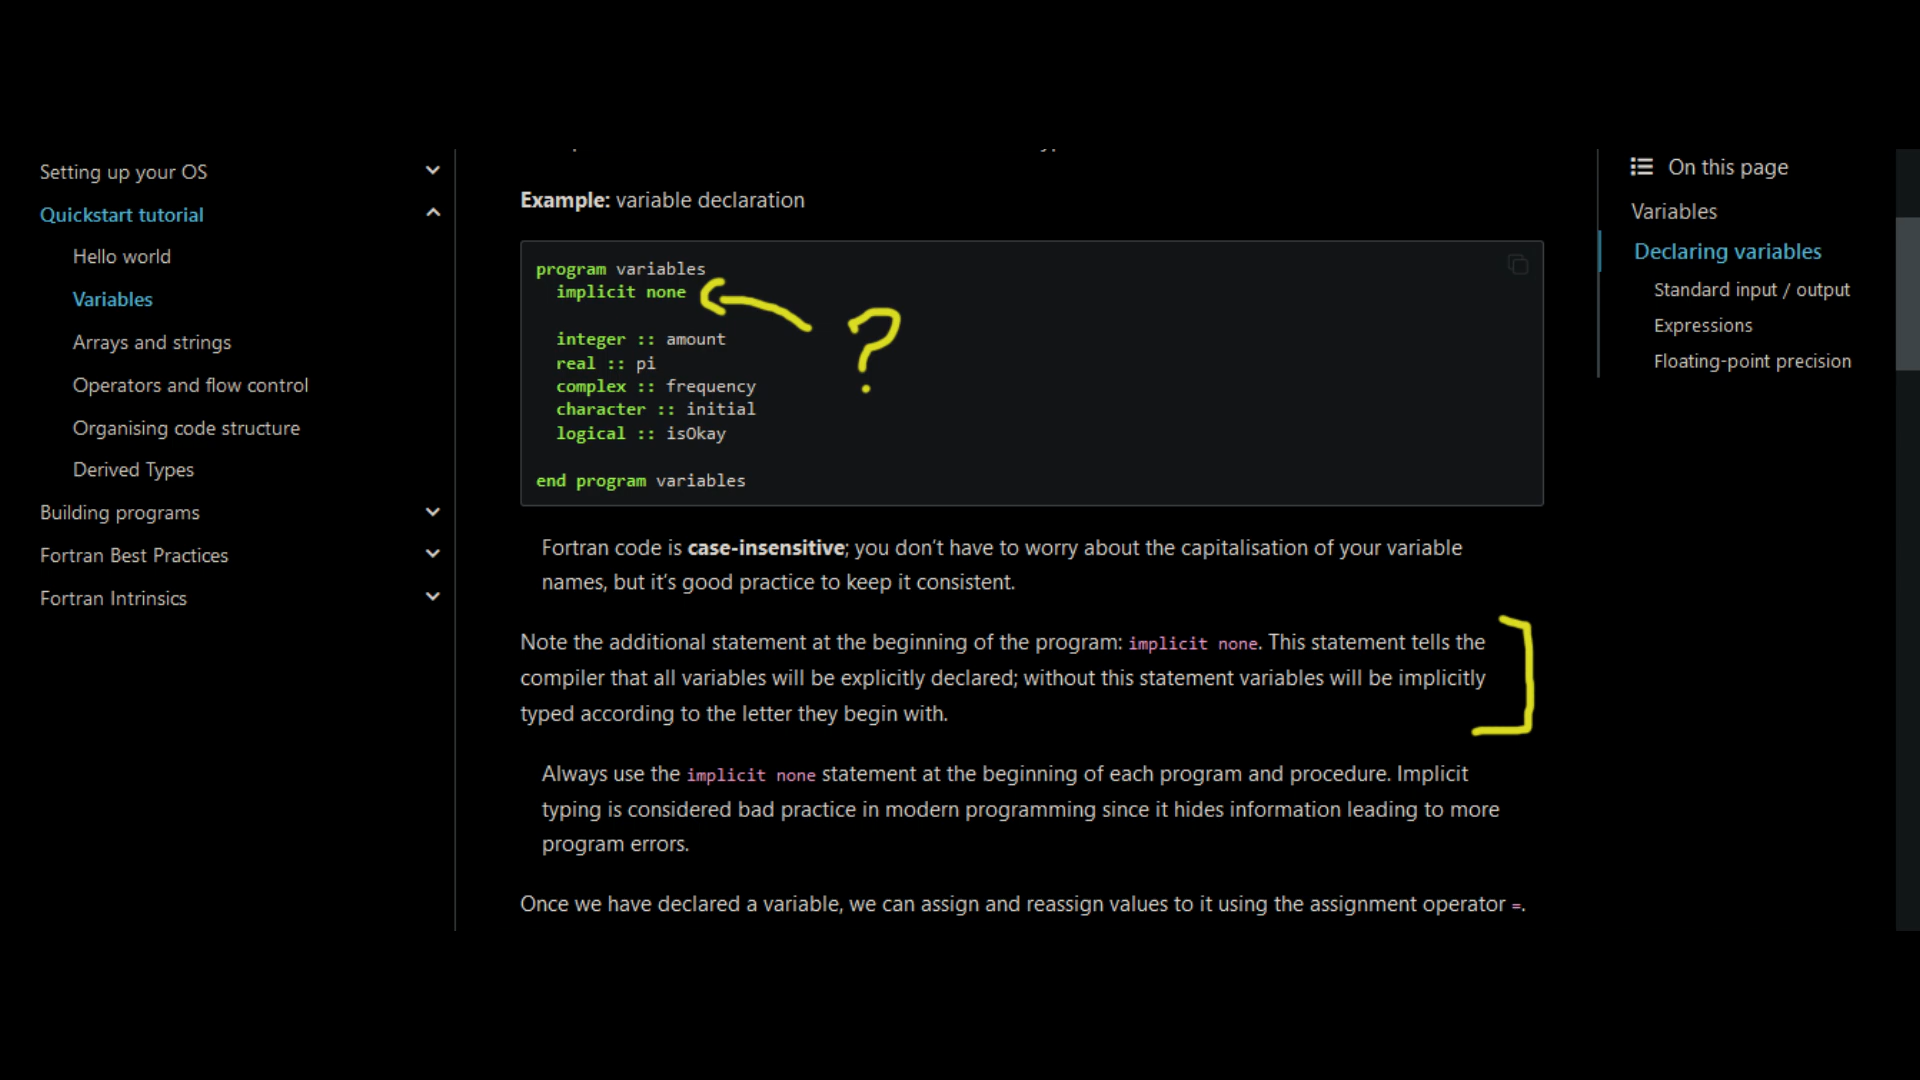 Setting up your OS
Quickstart tutorial
Hello world
Variables
Arrays and strings
Operators and flow control
Organising code structure
Derived Types
Building programs
Fortran Best Practices
Fortran Intrinsics
Example: variable declaration
program variables
implicit none
?
integer :: amount
real :: pi
complex :: frequency
character :: initial
logical :: isOkay
end program variables
Fortran code is case-insensitive; you don't have to worry about the capitalisation of your variable
names, but it's good practice to keep it consistent.
Note the additional statement at the beginning of the program: implicit none. This statement tells the
compiler that all variables will be explicitly declared; without this statement variables will be implicitly
typed according to the letter they begin with.
Always use the implicit none statement at the beginning of each program and procedure. Implicit
typing is considered bad practice in modern programming since it hides information leading to more
program errors.
Once we have declared a variable, we can assign and reassign values to it using the assignment operator =.
On this page
Variables
Declaring variables
Standard input / output
Expressions
Floating-point precision